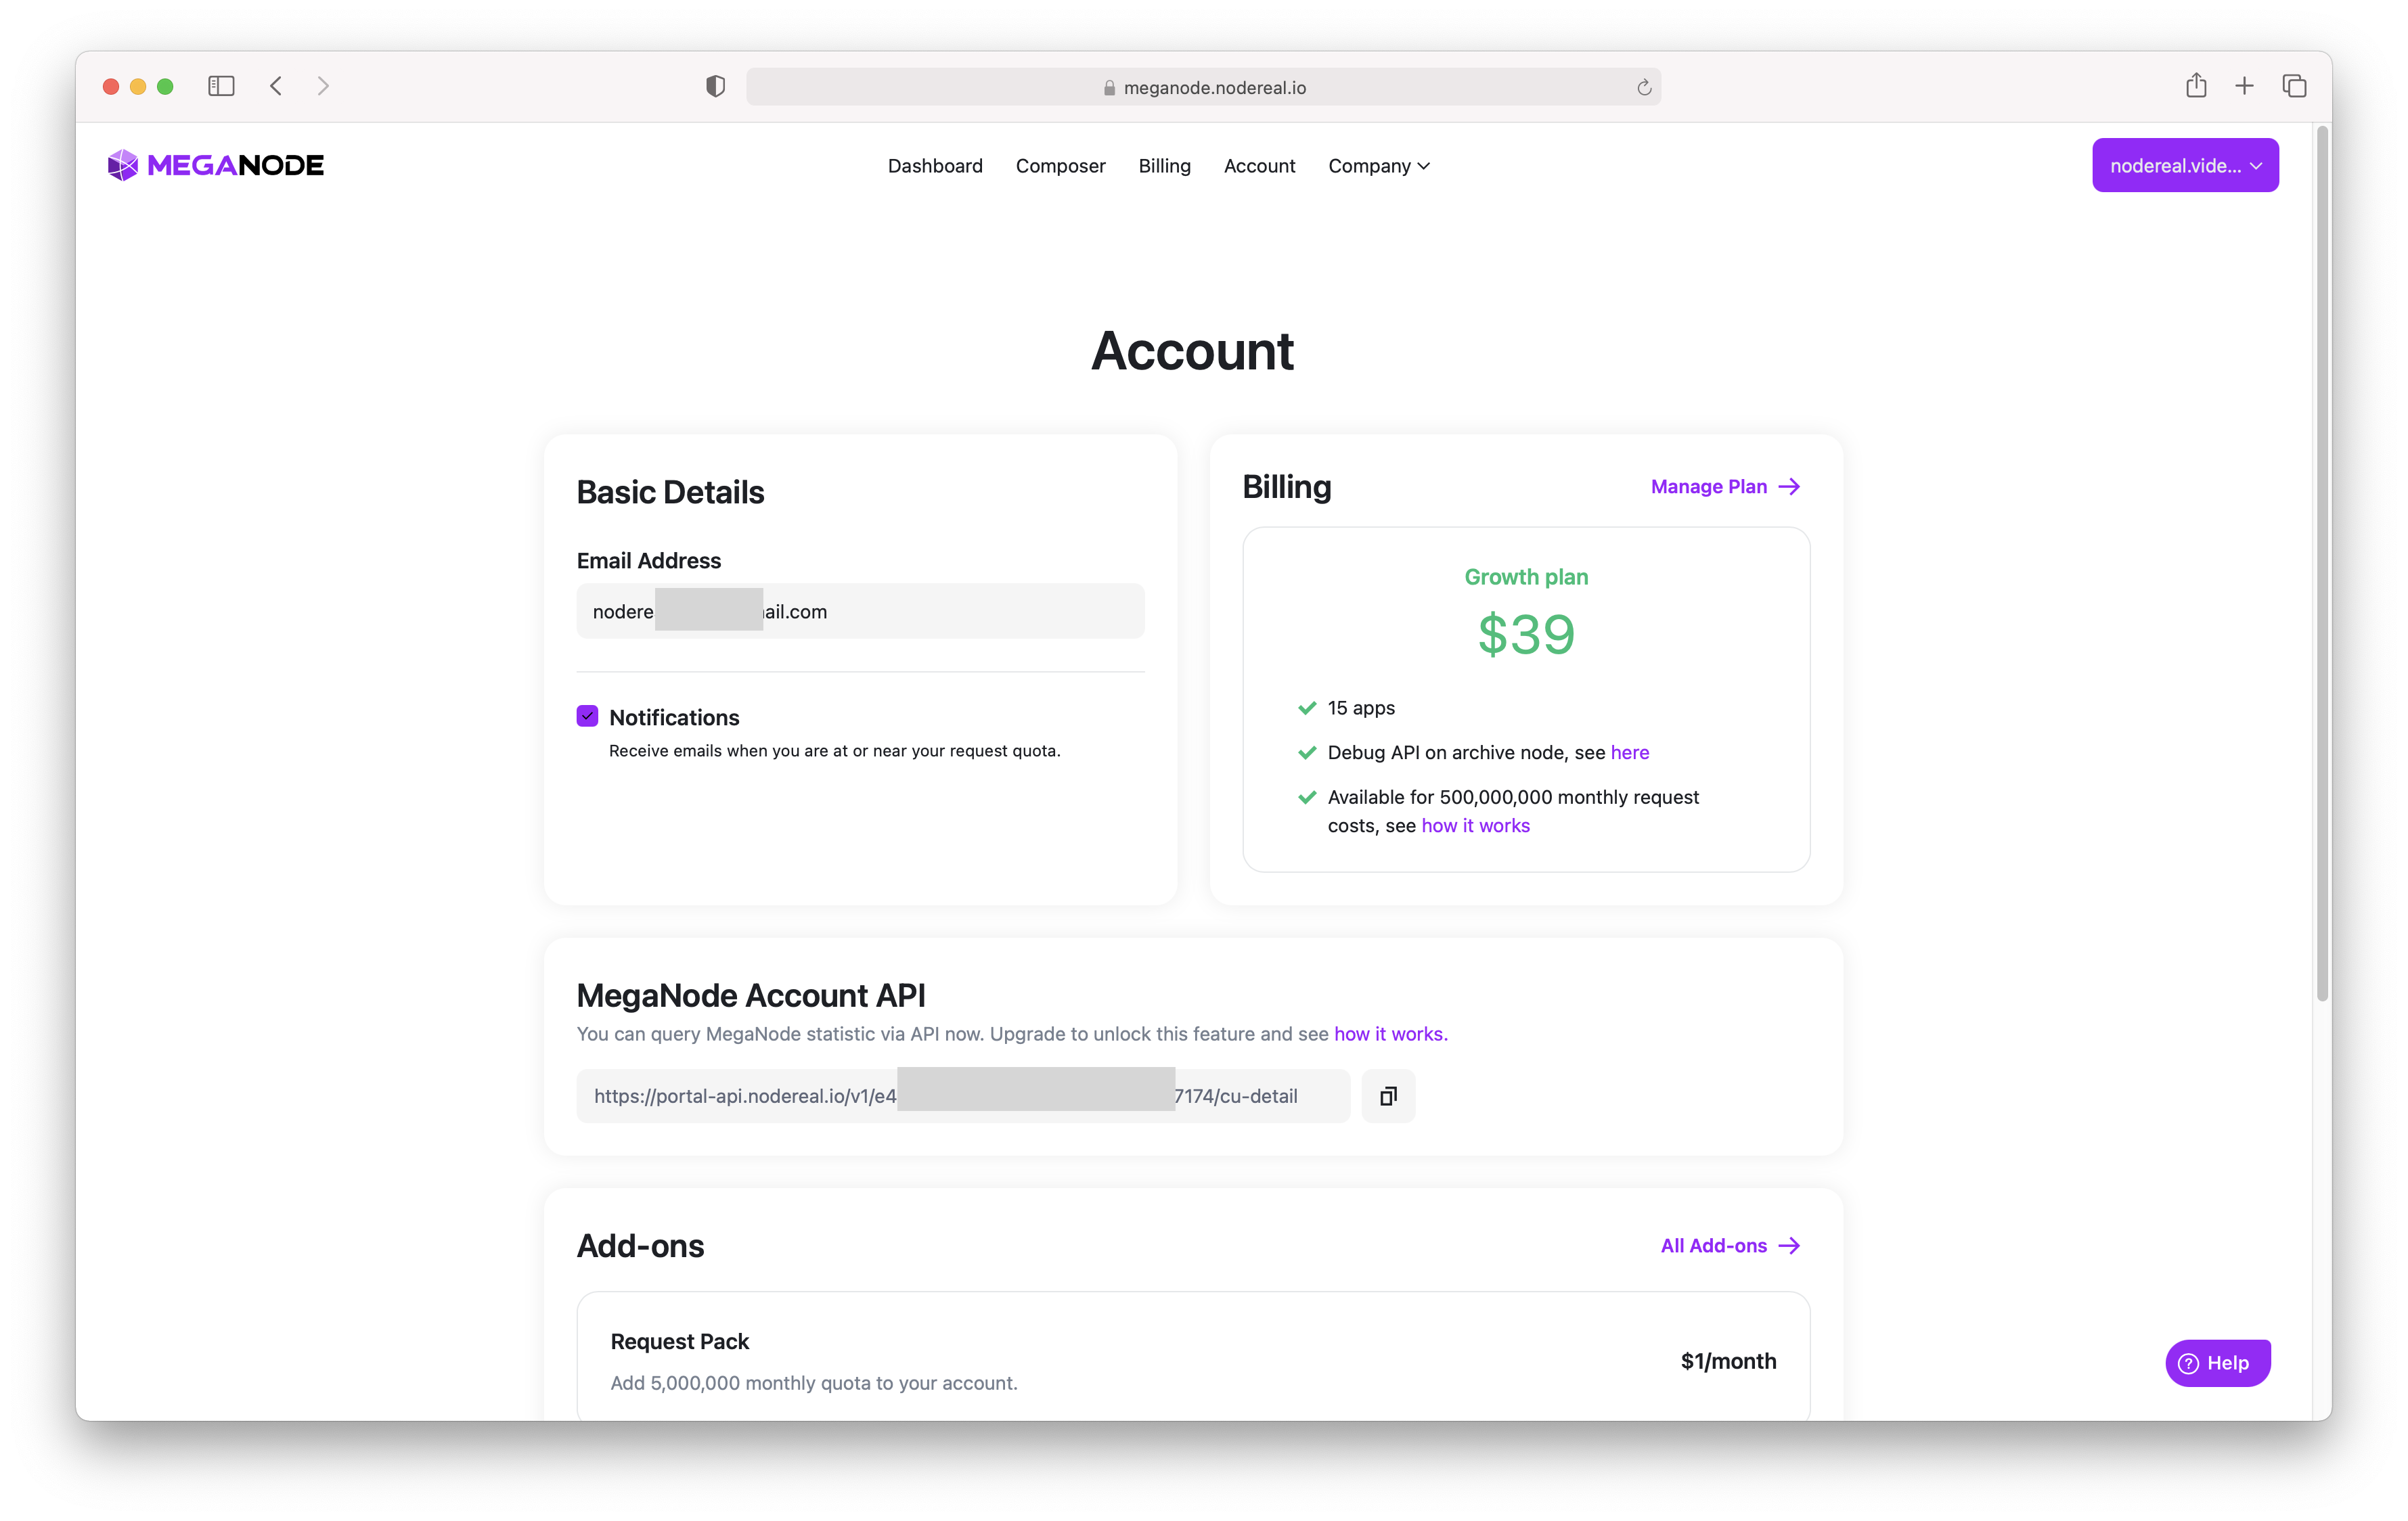 meganode.nodereal.io
MEGANODE
Dashboard
Composer
Billing
Account
Company
nodereal.vide...
Account
Basic Details
Email Address
nodere ail.com
Notifications
Receive emails when you are at or near your request quota.
Billing
Manage Plan
Growth plan
$39
15 apps
Debug API on archive node, see here
Available for 500,000,000 monthly request
costs, see how it works
MegaNode Account API
You can query MegaNode statistic via API now. Upgrade to unlock this feature and see how it works.
https://portal-api.nodereal.io/v1/e4 7174/cu-detail
Add-ons
All Add-ons
Request Pack
Add 5,000,000 monthly quota to your account.
$1/month
Help